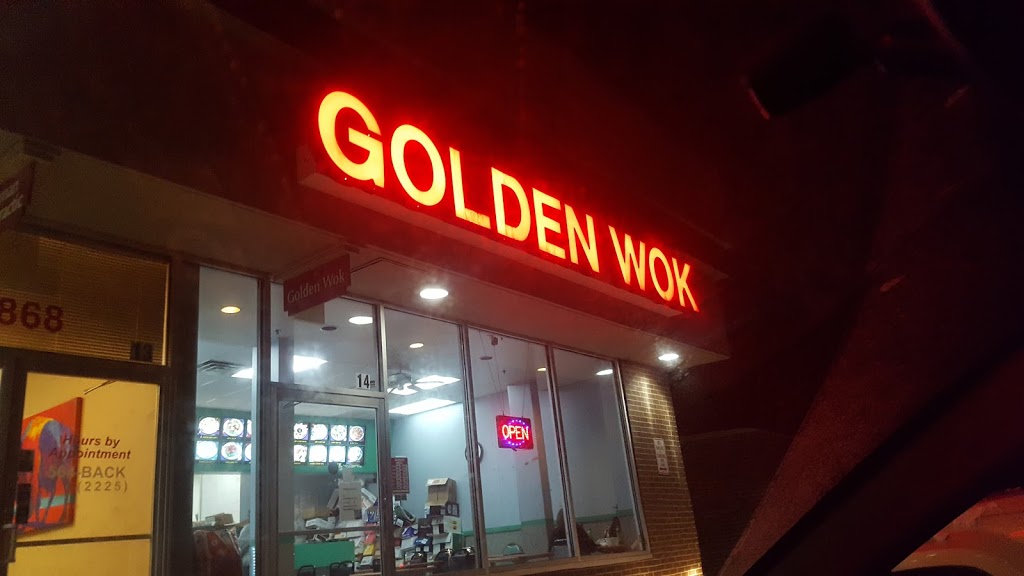 GOLDEN WOK
Golden Wok
868
14
OPEN
Hours by
Appointment
-BACK
(2225)